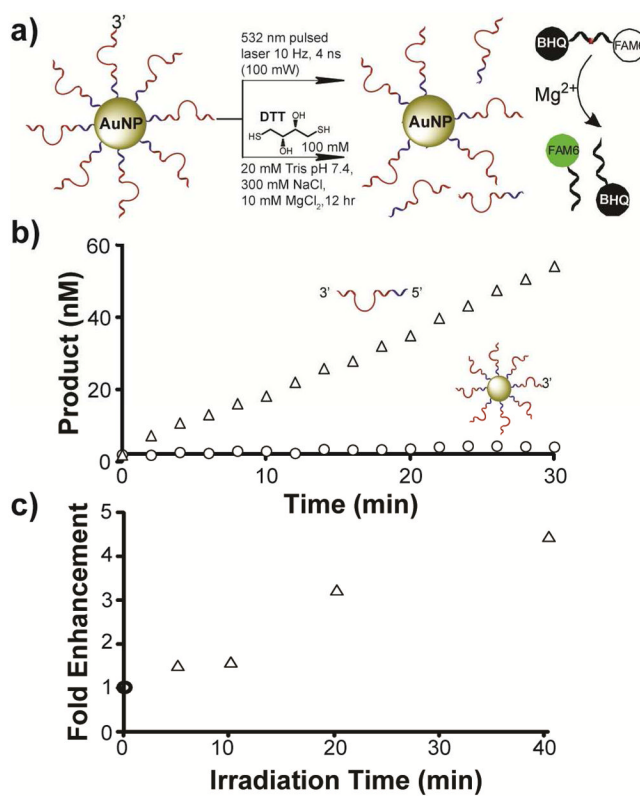 a)
3'
AuNP
532 nm pulsed
laser 10 Hz, 4 ns
(100 mW)
DTT
OH
HS
SH
OH
100 mM
20 mM Tris pH 7.4,
300 mM NaCl,
10 mM MgCl2,12 hr
AuNP
BHQ
FAM6
Mg2+
FAM6
BHQ
b)
Product (nM)
60
40
20
0
3'
5'
3'
0
10
20
30
Time (min)
c)
Fold Enhancement
5
4
3
2
1
0
0
10
20
30
40
Irradiation Time (min)